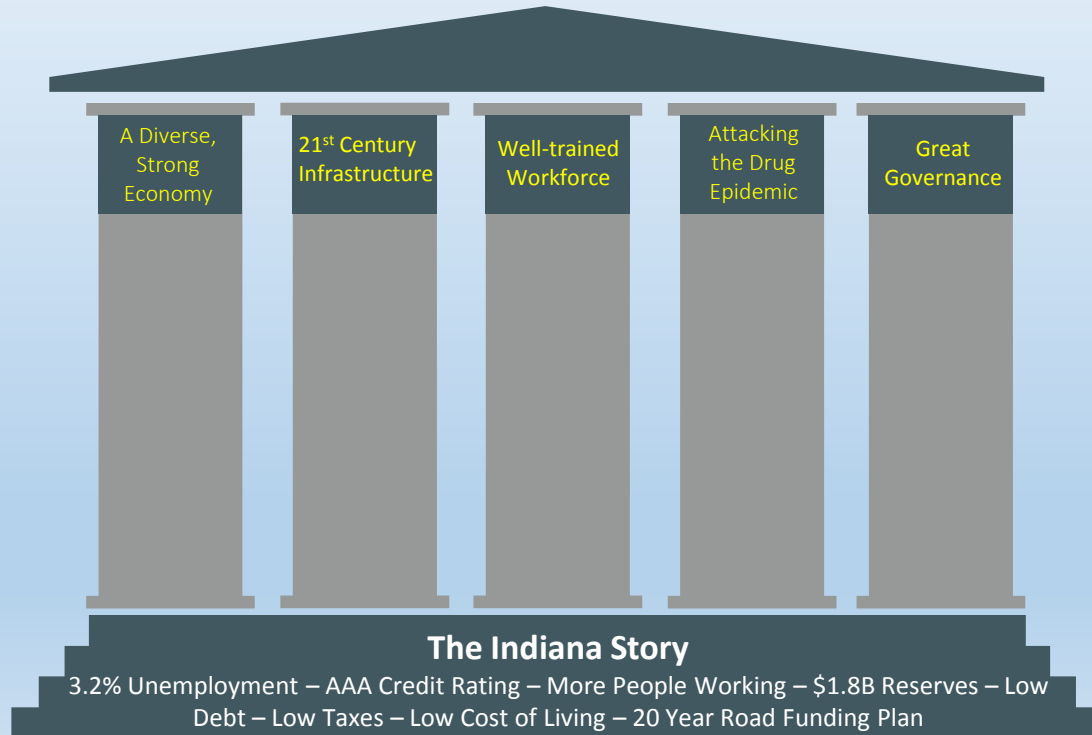 A Diverse,
Strong
Economy
21st Century
Infrastructure
Well-trained
Workforce
Attacking
the Drug
Epidemic
Great
Governance
The Indiana Story
3.2% Unemployment – AAA Credit Rating – More People Working – $1.8B Reserves – Low
Debt – Low Taxes – Low Cost of Living – 20 Year Road Funding Plan